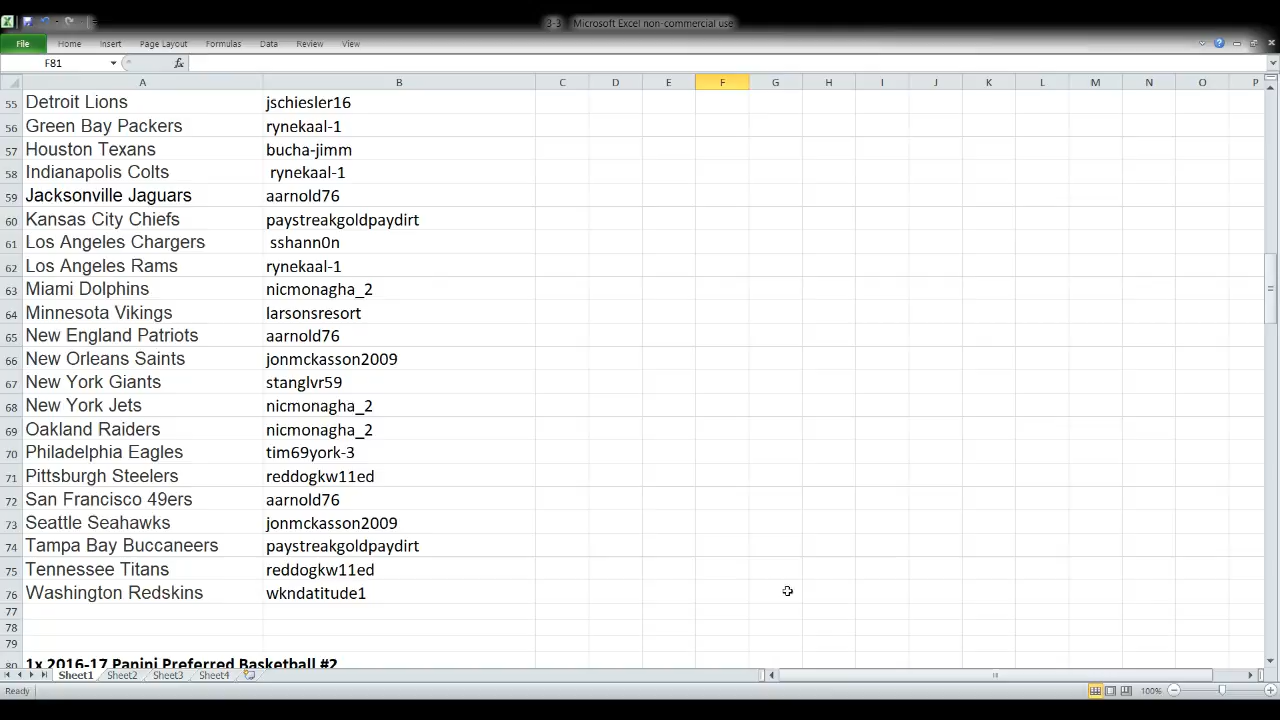 3-3 Microsoft Excel non-commercial use
File Home Insert Page Layout Formulas Data Review View
F81 fx
A B C D E F G H I J K L M N O P
55 Detroit Lions jschiesler16
56 Green Bay Packers rynekaal-1
57 Houston Texans bucha-jimm
58 Indianapolis Colts rynekaal-1
59 Jacksonville Jaguars aarnold76
60 Kansas City Chiefs paystreakgoldpaydirt
61 Los Angeles Chargers sshann0n
62 Los Angeles Rams rynekaal-1
63 Miami Dolphins nicmonagha_2
64 Minnesota Vikings larsonsresort
65 New England Patriots aarnold76
66 New Orleans Saints jonmckasson2009
67 New York Giants stanglvr59
68 New York Jets nicmonagha_2
69 Oakland Raiders nicmonagha_2
70 Philadelphia Eagles tim69york-3
71 Pittsburgh Steelers reddogkw11ed
72 San Francisco 49ers aarnold76
73 Seattle Seahawks jonmckasson2009
74 Tampa Bay Buccaneers paystreakgoldpaydirt
75 Tennessee Titans reddogkw11ed
76 Washington Redskins wkndatitude1
77
78
79
80 1x 2016-17 Panini Preferred Basketball #2
Sheet1 Sheet2 Sheet3 Sheet4
Ready 100%